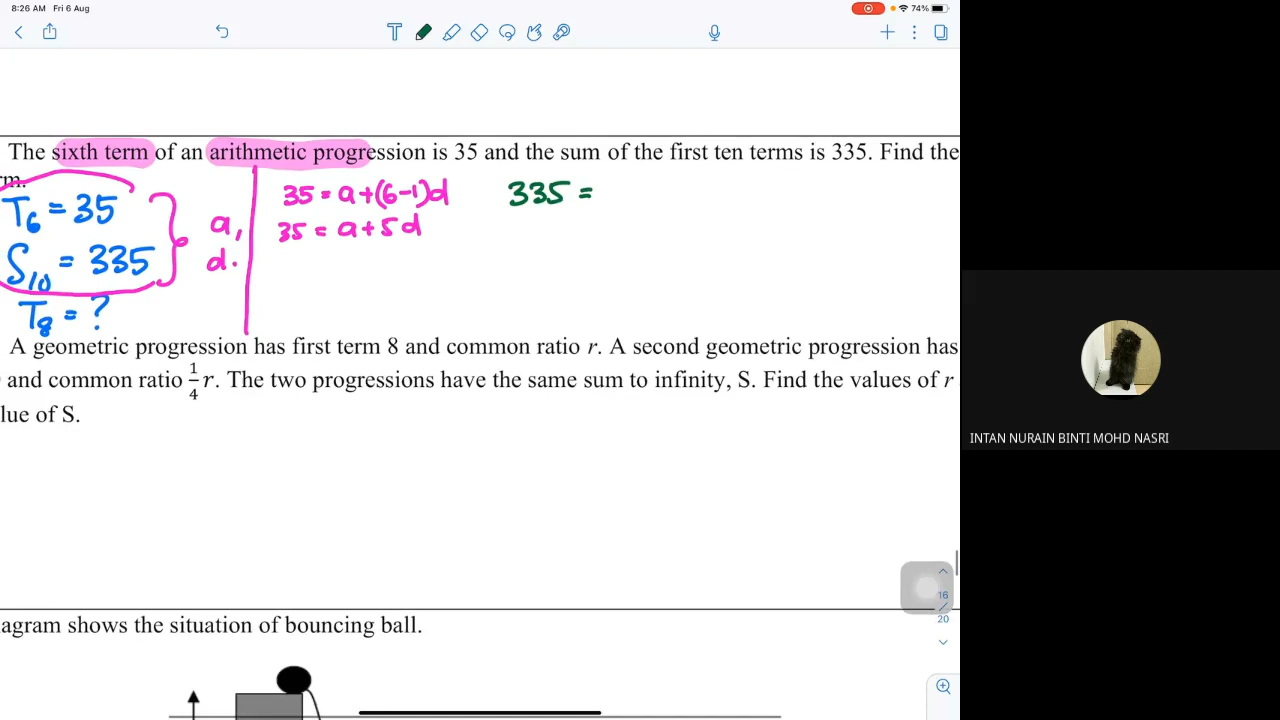 8:26 AM Fri 6 Aug
74%
The sixth term of an arithmetic progression is 35 and the sum of the first ten terms is 335. Find the
rm.
T6 = 35
S10 = 335
T8 = ?
a,
d.
35 = a+(6-1)d
35 = a+5d
335 =
A geometric progression has first term 8 and common ratio r. A second geometric progression has
and common ratio 1/4 r. The two progressions have the same sum to infinity, S. Find the values of r
lue of S.
16
/
20
iagram shows the situation of bouncing ball.
INTAN NURAIN BINTI MOHD NASRI